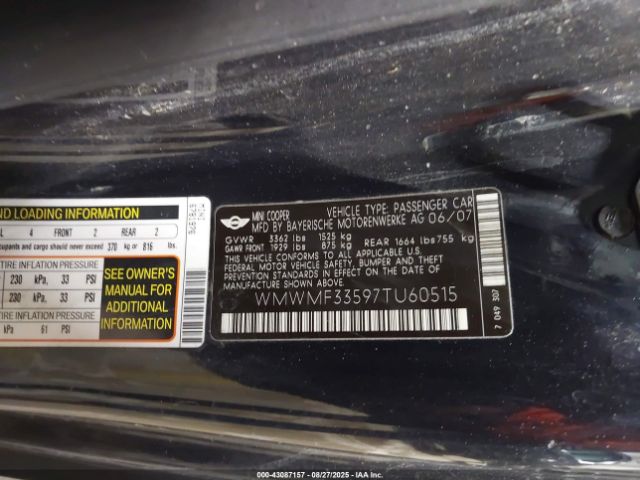 ND LOADING INFORMATION
L 4 FRONT 2 REAR 2
upants and cargo should never exceed 370 kg or 816 lbs.
TIRE INFLATION PRESSURE
230 kPa, 33 PSI
230 kPa, 33 PSI
RE INFLATION PRESSURE
kPa, 61 PSI
SEE OWNER'S
MANUAL FOR
ADDITIONAL
INFORMATION
MINI
MINI COOPER VEHICLE TYPE: PASSENGER CAR
MFD BY BAYERISCHE MOTORENWERKE AG 06/07
GVWR 3362 lbs 1525 kg
GAWR FRONT 1929 lbs 875 kg REAR 1664 lbs 755 kg
THIS VEHICLE CONFORMS TO ALL APPLICABLE
FEDERAL MOTOR VEHICLE SAFETY, BUMPER, AND
THEFT PREVENTION STANDARDS IN EFFECT ON THE
DATE OF MANUFACTURE SHOWN ABOVE.
WMWMF33597TU60515
7 049 307
000-43087157 - 08/27/2025 - COPYRIGHT IAA, INC.